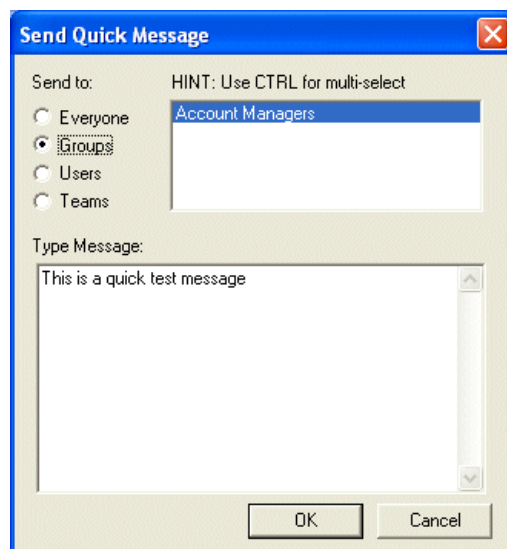 Send Quick Message
Send to:
HINT: Use CTRL for multi-select
Everyone
Groups
Users
Teams
Account Managers
Type Message:
This is a quick test message
OK
Cancel